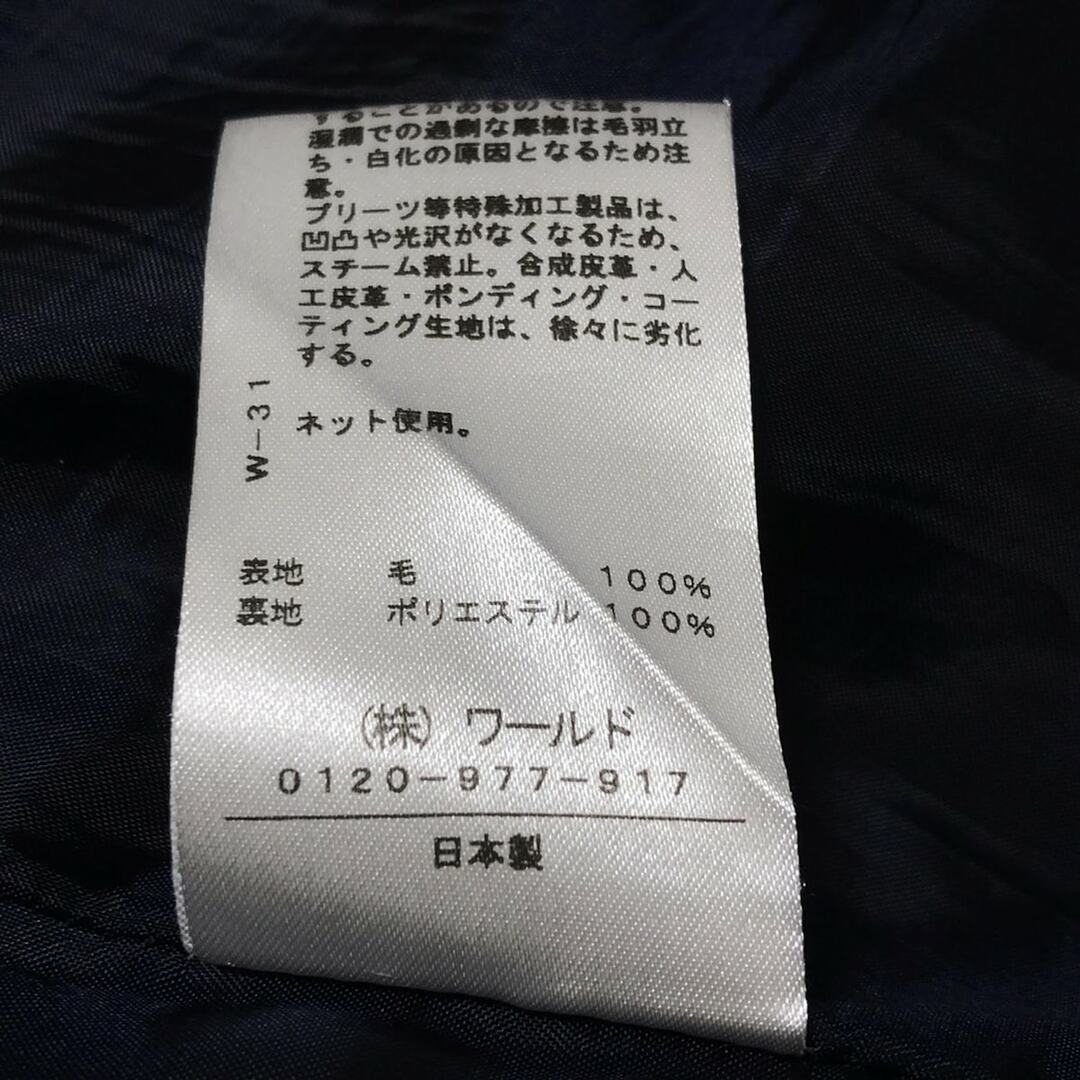 することがあるので注意。
湿潤での過剰な摩擦は毛羽立
ち・白化の原因となるため注
意。
プリーツ等特殊加工製品は、
凹凸や光沢がなくなるため、
スチーム禁止。合成皮革・人
工皮革・ボンディング・コー
ティング生地は、徐々に劣化
する。
W-31
ネット使用。
表地 毛 100%
裏地 ポリエステル 100%
(株) ワールド
0120-977-917
日本製